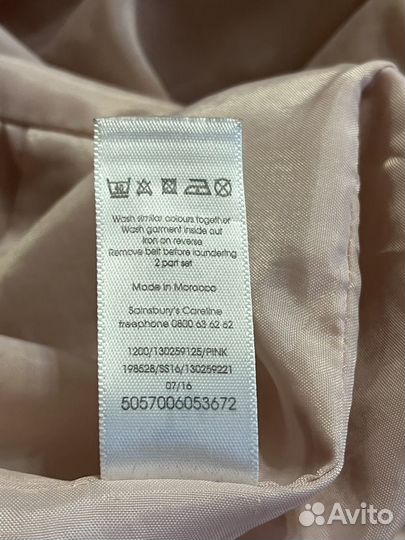 Wash similar colours together
Wash garment inside out
Iron on reverse
Remove belt before laundering
2 part set
Made in Morocco
Sainsbury's Careline
freephone 0800 63 62 62
1200/130259125/PINK
198528/SS16/130259221
07/16
5057006053672
Avito